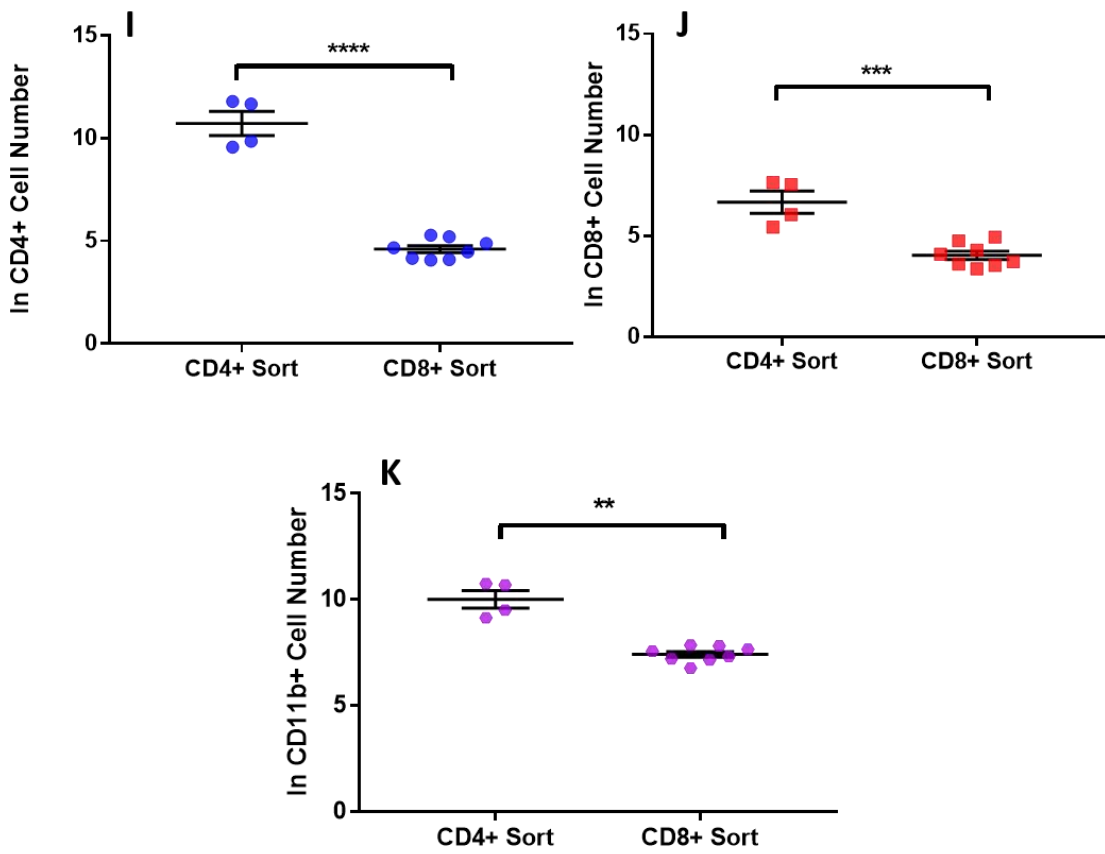 I
ln CD4+ Cell Number
15
10
5
0
****
CD4+ Sort
CD8+ Sort
J
ln CD8+ Cell Number
15
10
5
0
***
CD4+ Sort
CD8+ Sort
K
ln CD11b+ Cell Number
15
10
5
0
**
CD4+ Sort
CD8+ Sort